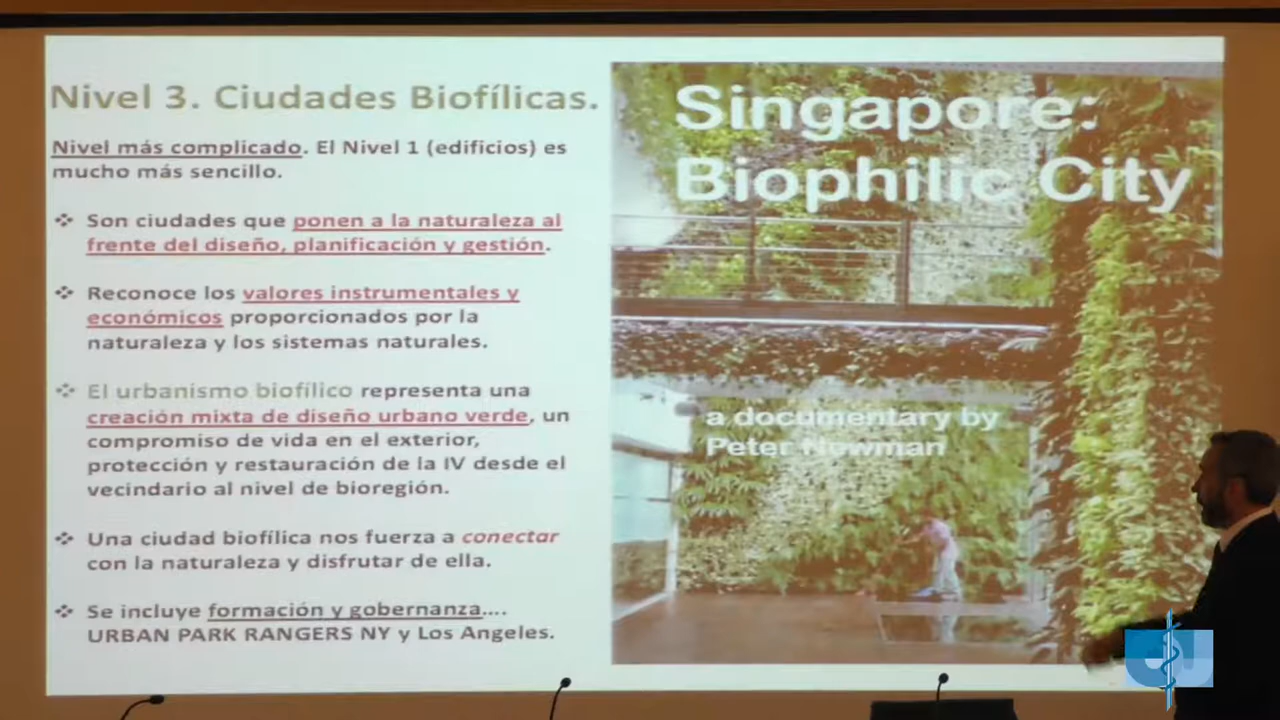 Nivel 3. Ciudades Biofílicas.
Nivel más complicado. El Nivel 1 (edificios) es
mucho más sencillo.
❖ Son ciudades que ponen a la naturaleza al
frente del diseño, planificación y gestión.
❖ Reconoce los valores instrumentales y
económicos proporcionados por la
naturaleza y los sistemas naturales.
❖ El urbanismo biofílico representa una
creación mixta de diseño urbano verde, un
compromiso de vida en el exterior,
protección y restauración de la IV desde el
vecindario al nivel de bioregión.
❖ Una ciudad biofílica nos fuerza a conectar
con la naturaleza y disfrutar de ella.
❖ Se incluye formación y gobernanza....
URBAN PARK RANGERS NY y Los Angeles.
Singapore:
Biophilic City
a documentary by
Peter Newman